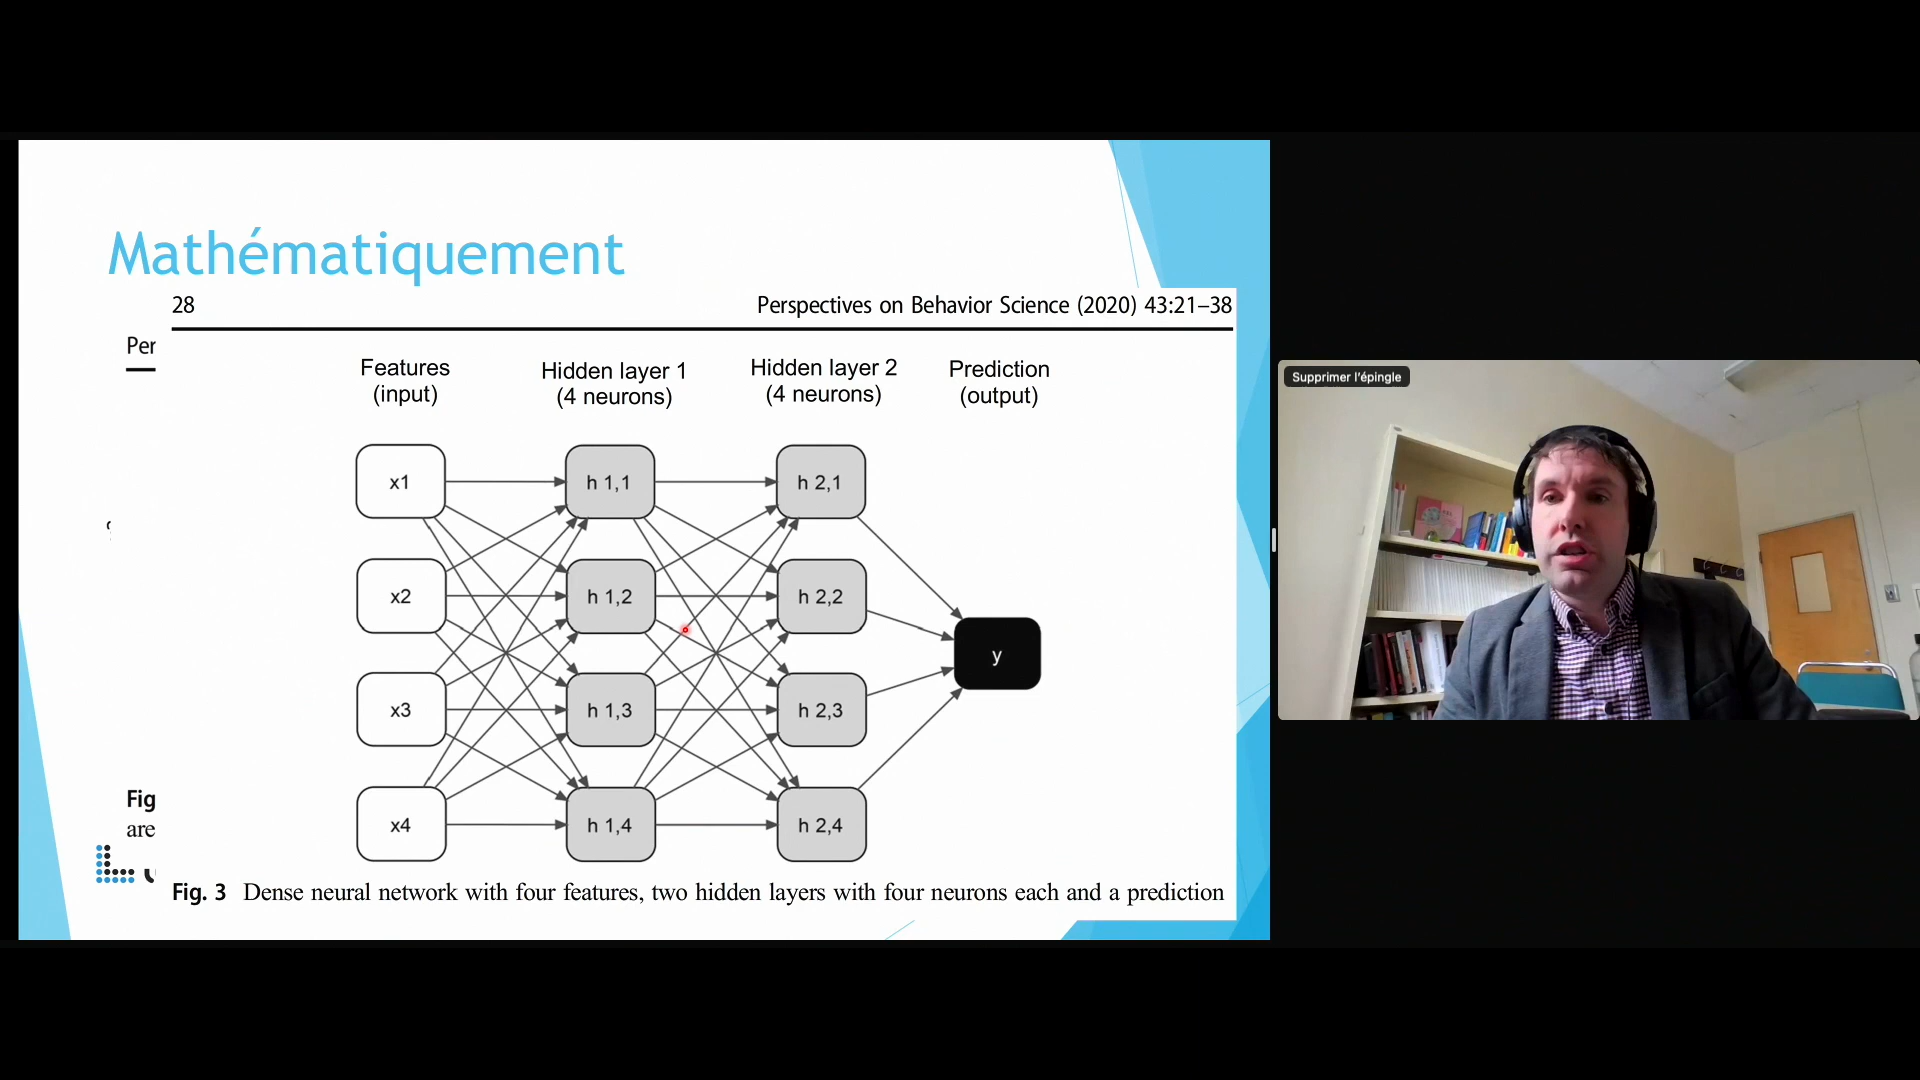 Mathématiquement
28 Perspectives on Behavior Science (2020) 43:21–38
Per
Features
(input)
Hidden layer 1
(4 neurons)
Hidden layer 2
(4 neurons)
Prediction
(output)
x1 h 1,1 h 2,1
x2 h 1,2 h 2,2
y
x3 h 1,3 h 2,3
x4 h 1,4 h 2,4
Fig
are
Fig. 3 Dense neural network with four features, two hidden layers with four neurons each and a prediction
Supprimer l'épingle